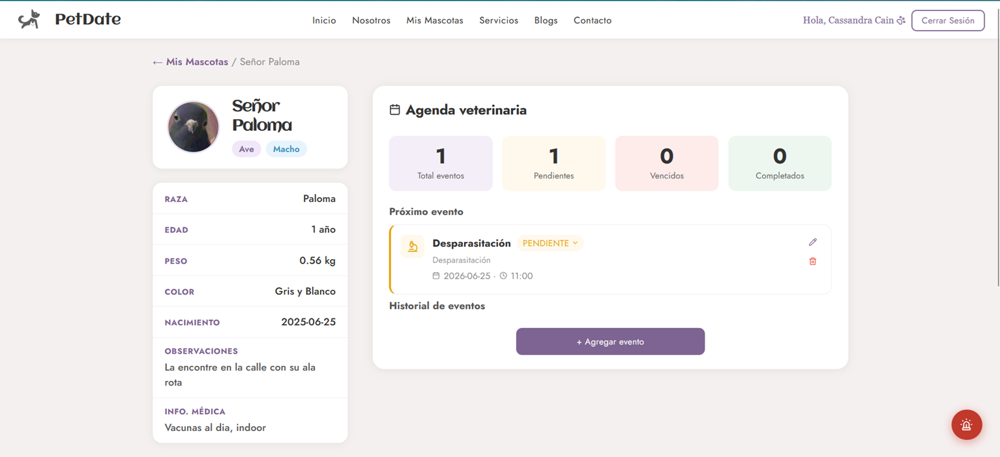 PetDate
Inicio Nosotros Mis Mascotas Servicios Blogs Contacto
Hola, Cassandra Cain
Cerrar Sesión
← Mis Mascotas / Señor Paloma
Señor
Paloma
Ave Macho
RAZA Paloma
EDAD 1 año
PESO 0.56 kg
COLOR Gris y Blanco
NACIMIENTO 2025-06-25
OBSERVACIONES
La encontre en la calle con su ala
rota
INFO. MÉDICA
Vacunas al dia, indoor
Agenda veterinaria
1 1 0 0
Total eventos Pendientes Vencidos Completados
Próximo evento
Desparasitación PENDIENTE
Desparasitación
2026-06-25 · 11:00
Historial de eventos
+ Agregar evento